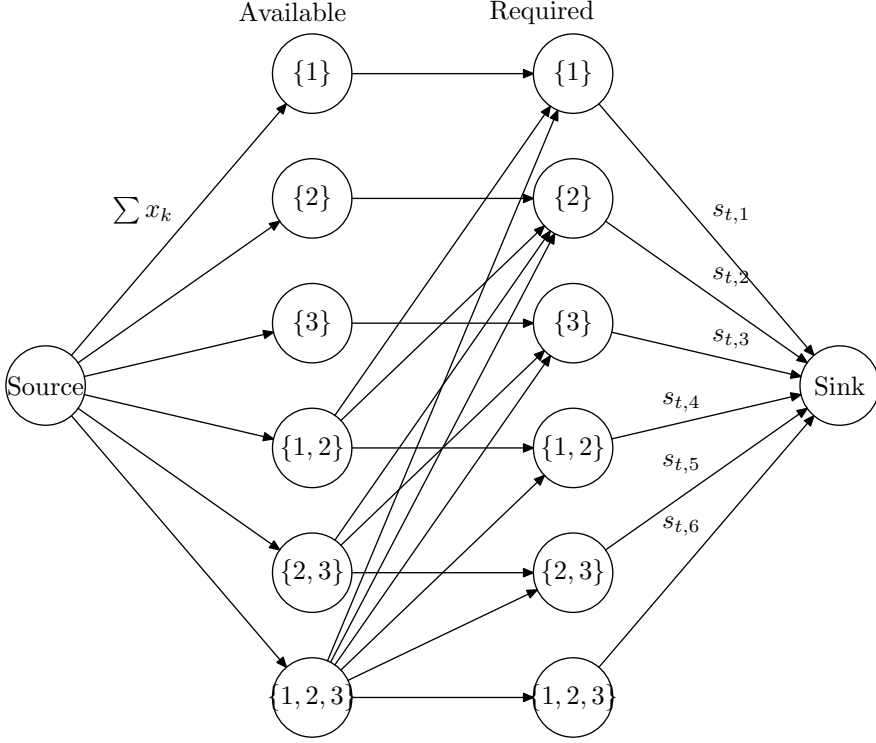 Available Required
{1} {1}
{2} {2}
∑ x_k s_{t,1}
s_{t,2}
{3} {3}
s_{t,3}
Source Sink
s_{t,4}
{1, 2} {1, 2}
s_{t,5}
s_{t,6}
{2, 3} {2, 3}
{1, 2, 3} {1, 2, 3}